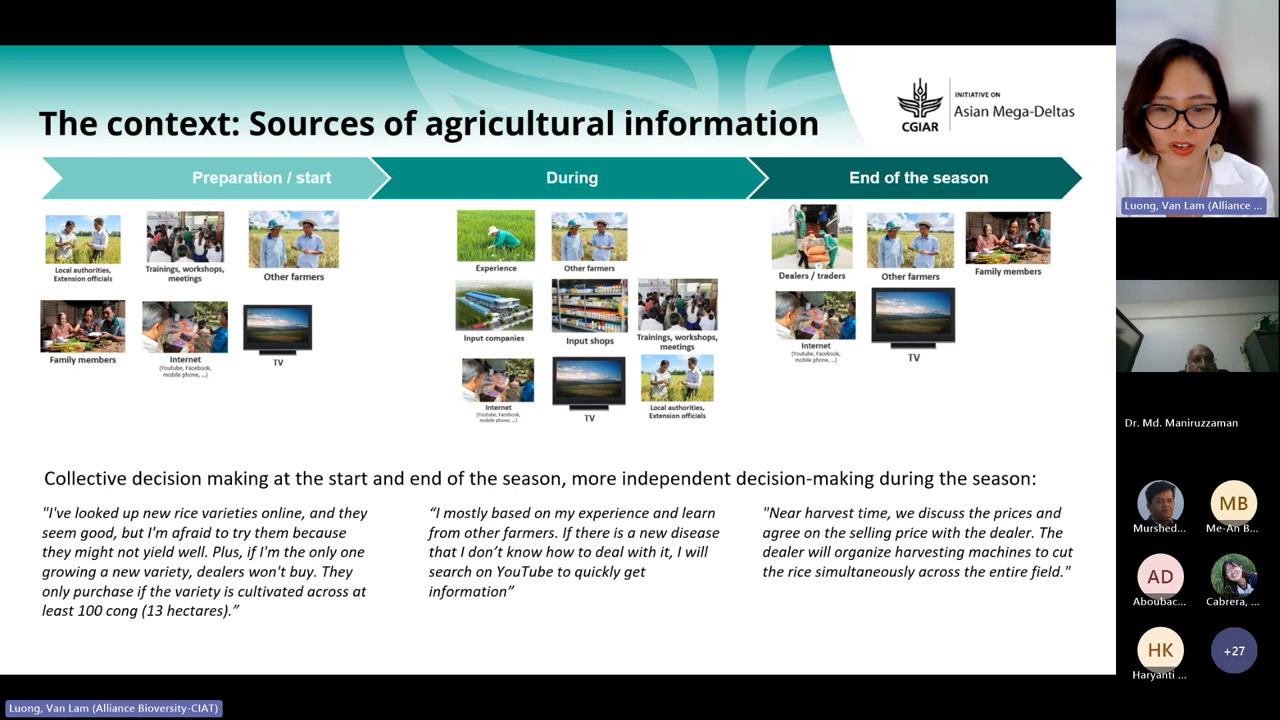 The context: Sources of agricultural information
CGIAR
INITIATIVE ON
Asian Mega-Deltas
Preparation / start
During
End of the season
Local authorities,
Extension officials
Trainings, workshops,
meetings
Other farmers
Family members
Internet
(Youtube, Facebook,
mobile phone, ...)
TV
Experience
Other farmers
Input companies
Input shops
Trainings, workshops,
meetings
Internet
(Youtube, Facebook,
mobile phone, ...)
TV
Local authorities,
Extension officials
Dealers / traders
Other farmers
Family members
Internet
(Youtube, Facebook,
mobile phone, ...)
TV
Collective decision making at the start and end of the season, more independent decision-making during the season:
"I've looked up new rice varieties online, and they
seem good, but I'm afraid to try them because
they might not yield well. Plus, if I'm the only one
growing a new variety, dealers won't buy. They
only purchase if the variety is cultivated across at
least 100 cong (13 hectares).”
“I mostly based on my experience and learn
from other farmers. If there is a new disease
that I don’t know how to deal with it, I will
search on YouTube to quickly get
information”
"Near harvest time, we discuss the prices and
agree on the selling price with the dealer. The
dealer will organize harvesting machines to cut
the rice simultaneously across the entire field."
Luong, Van Lam (Alliance ...
Dr. Md. Maniruzzaman
Murshed...
MB
Me-An B...
AD
Aboubac...
Cabrera, ...
HK
Haryanti ...
+27
Luong, Van Lam (Alliance Bioversity-CIAT)